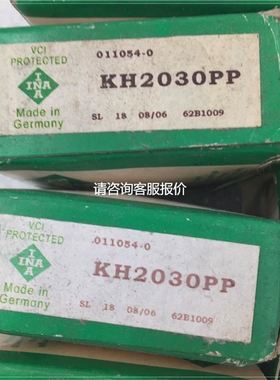 VCI
PROTECTED
011054-0
KH2030PP
INA
Made in
Germany
SL 18 08/06 62B1009
请咨询客服报价
VCI
PROTECTED
011054-0
KH2030PP
INA
Made in
Germany
SL 18 08/06 62B1009